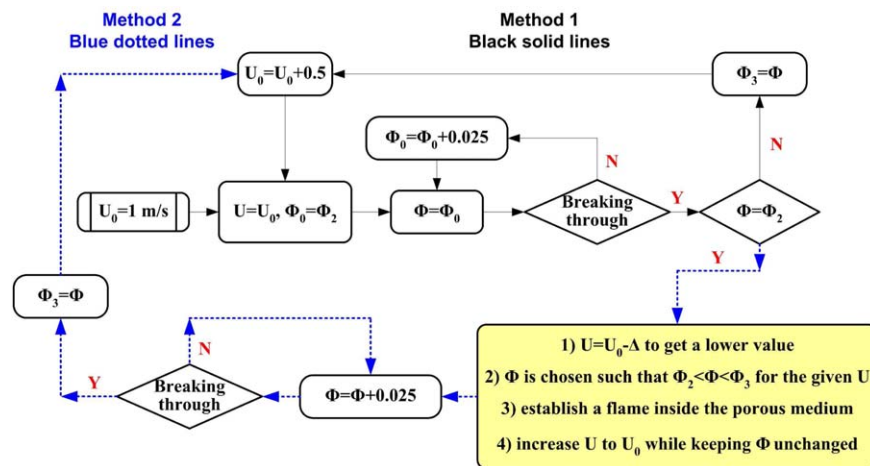 Method 2
Blue dotted lines
Method 1
Black solid lines
U₀=U₀+0.5
Φ₃=Φ
Φ₀=Φ₀+0.025
N
N
U₀=1 m/s
U=U₀, Φ₀=Φ₂
Φ=Φ₀
Breaking
through
Y
Φ=Φ₂
Y
Φ₃=Φ
N
Y
Breaking
through
Φ=Φ+0.025
1) U=U₀-Δ to get a lower value
2) Φ is chosen such that Φ₂<Φ<Φ₃ for the given U
3) establish a flame inside the porous medium
4) increase U to U₀ while keeping Φ unchanged